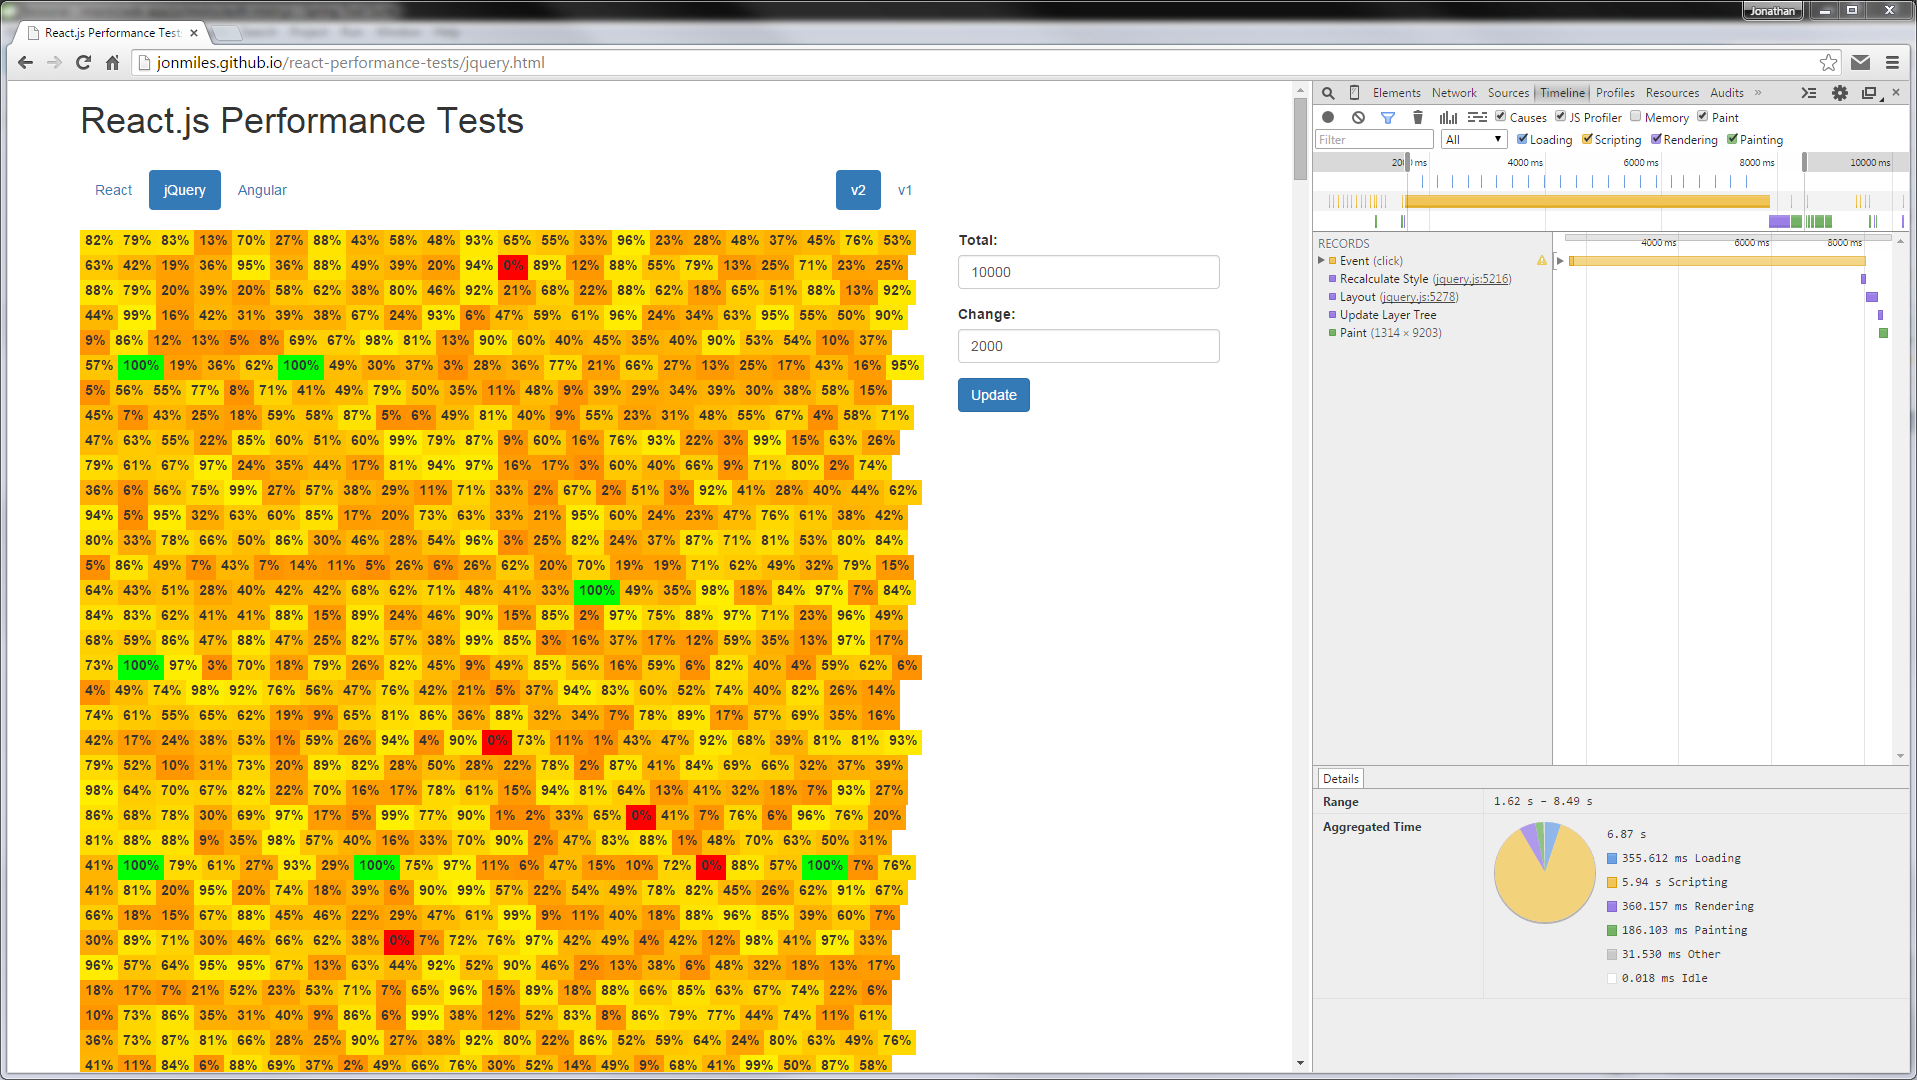 Jonathan
React.js Performance Test
jonmiles.github.io/react-performance-tests/jquery.html
React.js Performance Tests
React jQuery Angular v2 v1
82% 79% 83% 13% 70% 27% 88% 43% 58% 48% 93% 65% 55% 33% 96% 23% 28% 48% 37% 45% 76% 53%
63% 42% 19% 36% 95% 36% 88% 49% 39% 20% 94% 0% 89% 12% 88% 55% 79% 13% 25% 71% 23% 25%
88% 79% 20% 39% 20% 58% 62% 38% 80% 46% 92% 21% 68% 22% 88% 62% 18% 65% 51% 88% 13% 92%
44% 99% 16% 42% 31% 39% 38% 67% 24% 93% 6% 47% 59% 61% 96% 24% 34% 63% 95% 55% 50% 90%
9% 86% 12% 13% 5% 8% 69% 67% 98% 81% 13% 90% 60% 40% 45% 35% 40% 90% 53% 54% 10% 37%
57% 100% 19% 36% 62% 100% 49% 30% 37% 3% 28% 36% 77% 21% 66% 27% 13% 25% 17% 43% 16% 95%
5% 56% 55% 77% 8% 71% 41% 49% 79% 50% 35% 11% 48% 9% 39% 29% 34% 39% 30% 38% 58% 15%
45% 7% 43% 25% 18% 59% 58% 87% 5% 6% 49% 81% 40% 9% 55% 23% 31% 48% 55% 67% 4% 58% 71%
47% 63% 55% 22% 85% 60% 51% 60% 99% 79% 87% 9% 60% 16% 76% 93% 22% 3% 99% 15% 63% 26%
79% 61% 67% 97% 24% 35% 44% 17% 81% 94% 97% 16% 17% 3% 60% 40% 66% 9% 71% 80% 2% 74%
36% 6% 56% 75% 99% 27% 57% 38% 29% 11% 71% 33% 2% 67% 2% 51% 3% 92% 41% 28% 40% 44% 62%
94% 5% 95% 32% 63% 60% 85% 17% 20% 73% 63% 33% 21% 95% 60% 24% 23% 47% 76% 61% 38% 42%
80% 33% 78% 66% 50% 86% 30% 46% 28% 54% 96% 3% 25% 82% 24% 37% 87% 71% 81% 53% 80% 84%
5% 86% 49% 7% 43% 7% 14% 11% 5% 26% 6% 26% 62% 20% 70% 19% 19% 71% 62% 49% 32% 79% 15%
64% 43% 51% 28% 40% 42% 42% 68% 62% 71% 48% 41% 33% 100% 49% 35% 98% 18% 84% 97% 7% 84%
84% 83% 62% 41% 41% 88% 15% 89% 24% 46% 90% 15% 85% 2% 97% 75% 88% 97% 71% 23% 96% 49%
68% 59% 86% 47% 88% 47% 25% 82% 57% 38% 99% 85% 3% 16% 37% 17% 12% 59% 35% 13% 97% 17%
73% 100% 97% 3% 70% 18% 79% 26% 82% 45% 9% 49% 85% 56% 16% 59% 6% 82% 40% 4% 59% 62% 6%
4% 49% 74% 98% 92% 76% 56% 47% 76% 42% 21% 5% 37% 94% 83% 60% 52% 74% 40% 82% 26% 14%
74% 61% 55% 65% 62% 19% 9% 65% 81% 86% 36% 88% 32% 34% 7% 78% 89% 17% 57% 69% 35% 16%
42% 17% 24% 38% 53% 1% 59% 26% 94% 4% 90% 0% 73% 11% 1% 43% 47% 92% 68% 39% 81% 81% 93%
79% 52% 10% 31% 73% 20% 89% 82% 28% 50% 28% 22% 78% 2% 87% 41% 84% 69% 66% 32% 37% 39%
98% 64% 70% 67% 82% 22% 70% 16% 17% 78% 61% 15% 94% 81% 64% 13% 41% 32% 18% 7% 93% 27%
86% 68% 78% 30% 69% 97% 17% 5% 99% 77% 90% 1% 2% 33% 65% 0% 41% 7% 76% 6% 96% 76% 20%
81% 88% 88% 9% 35% 98% 57% 40% 16% 33% 70% 90% 2% 47% 83% 88% 1% 48% 70% 63% 50% 31%
41% 100% 79% 61% 27% 93% 29% 100% 75% 97% 11% 6% 47% 15% 10% 72% 0% 88% 57% 100% 7% 76%
41% 81% 20% 95% 20% 74% 18% 39% 6% 90% 99% 57% 22% 54% 49% 78% 82% 45% 26% 62% 91% 67%
66% 18% 15% 67% 88% 45% 46% 22% 29% 47% 61% 99% 9% 11% 40% 18% 88% 96% 85% 39% 60% 7%
30% 89% 71% 30% 46% 66% 62% 38% 0% 7% 72% 76% 97% 42% 49% 4% 42% 12% 98% 41% 97% 33%
96% 57% 64% 95% 95% 67% 13% 63% 44% 92% 52% 90% 46% 2% 13% 38% 6% 48% 32% 18% 13% 17%
18% 17% 7% 21% 52% 23% 53% 71% 7% 65% 96% 15% 89% 18% 88% 66% 85% 63% 67% 74% 22% 6%
10% 73% 86% 35% 31% 40% 9% 86% 6% 99% 38% 12% 52% 83% 8% 86% 79% 77% 44% 74% 11% 61%
36% 73% 87% 81% 66% 28% 25% 90% 27% 38% 92% 80% 22% 86% 52% 59% 64% 24% 80% 63% 49% 76%
41% 11% 84% 6% 88% 69% 37% 2% 49% 66% 76% 30% 52% 14% 49% 9% 68% 41% 99% 50% 87% 58%
Total:
10000
Change:
2000
Update
Elements Network Sources Timeline Profiles Resources Audits »
Causes JS Profiler Memory Paint
Filter All Loading Scripting Rendering Painting
4000 ms 6000 ms 8000 ms 10000 ms
RECORDS 4000 ms 6000 ms 8000 ms
Event (click)
Recalculate Style (jquery.js:5216)
Layout (jquery.js:5278)
Update Layer Tree
Paint (1314 × 9203)
Details
Range 1.62 s – 8.49 s
Aggregated Time
6.87 s
355.612 ms Loading
5.94 s Scripting
360.157 ms Rendering
186.103 ms Painting
31.530 ms Other
0.018 ms Idle